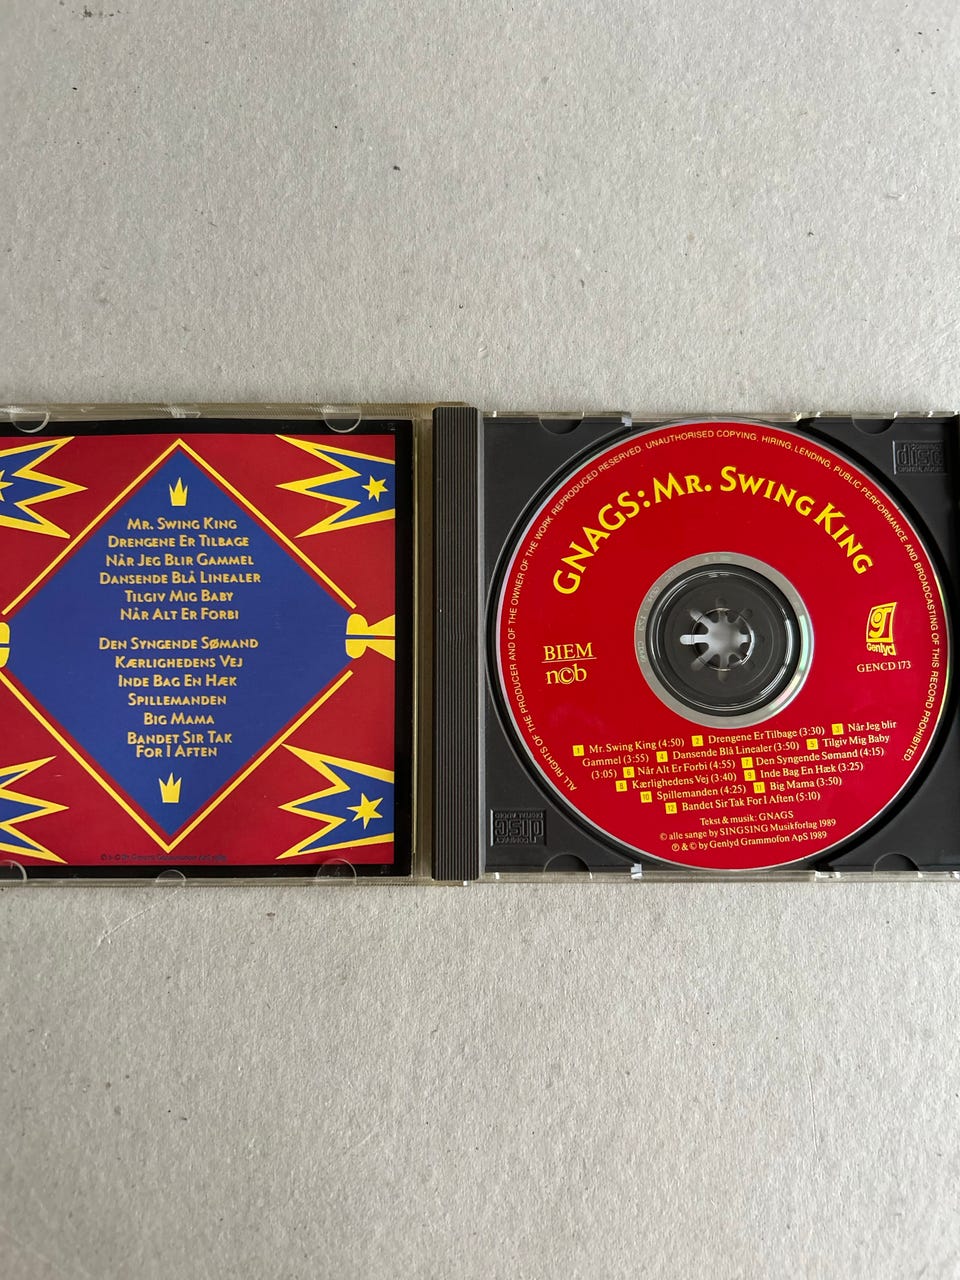 Mr. Swing King
Drengene Er Tilbage
Når Jeg Blir Gammel
Dansende Blå Linealer
Tilgiv Mig Baby
Når Alt Er Forbi
Den Syngende Sømand
Kærlighedens Vej
Inde Bag En Hæk
Spillemanden
Big Mama
Bandet Sir Tak
For I Aften
ALL RIGHTS OF THE PRODUCER AND OF THE OWNER OF THE WORK REPRODUCED RESERVED. UNAUTHORISED COPYING, HIRING, LENDING, PUBLIC PERFORMANCE AND BROADCASTING OF THIS RECORD PROHIBITED.
GNAGS: Mr. Swing King
BIEM
n©b
Genlyd
GENCD 173
1 Mr. Swing King (4:50) 2 Drengene Er Tilbage (3:30) 3 Når Jeg blir
Gammel (3:55) 4 Dansende Blå Linealer (3:50) 5 Tilgiv Mig Baby
(3:05) 6 Når Alt Er Forbi (4:55) 7 Den Syngende Sømand (4:15)
8 Kærlighedens Vej (3:40) 9 Inde Bag En Hæk (3:25)
10 Spillemanden (4:25) 11 Big Mama (3:50)
12 Bandet Sir Tak For I Aften (5:10)
Tekst & musik: GNAGS
© alle sange by SINGSING Musikforlag 1989
℗ & © by Genlyd Grammofon ApS 1989
COMPACT
disc
DIGITAL AUDIO
COMPACT
disc
DIGITAL AUDIO